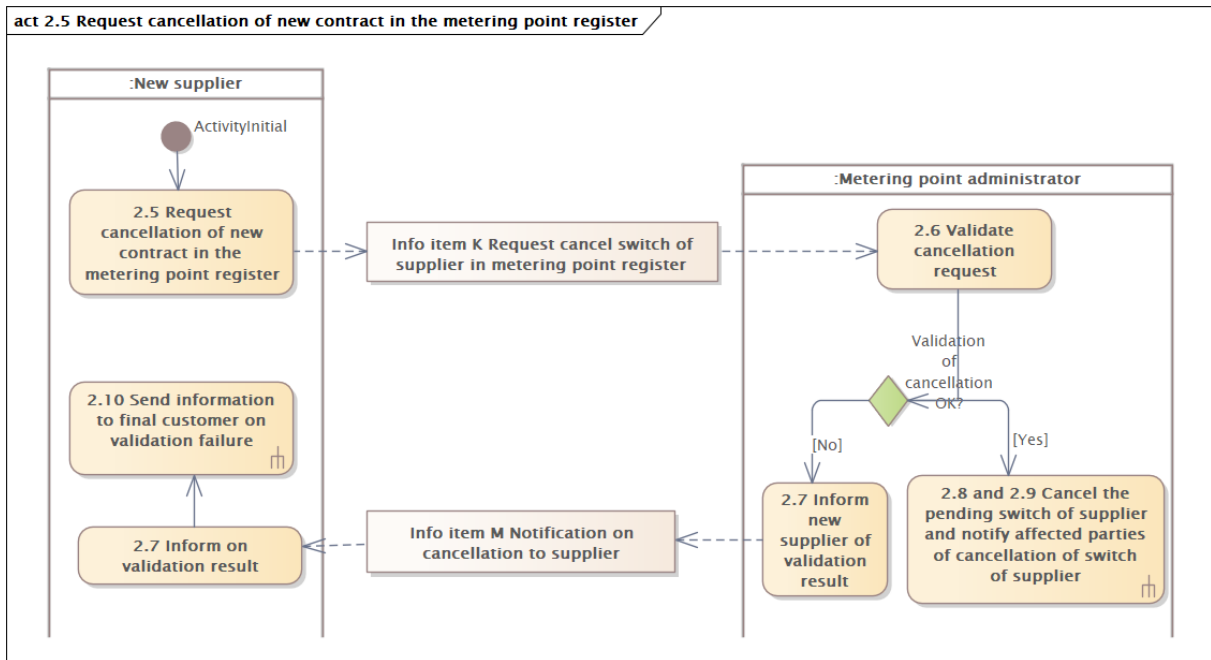 act 2.5 Request cancellation of new contract in the metering point register
:New supplier
ActivityInitial
2.5 Request
cancellation of new
contract in the
metering point register
Info item K Request cancel switch of
supplier in metering point register
:Metering point administrator
2.6 Validate
cancellation
request
Validation
of
cancellation
OK?
[No]
[Yes]
2.10 Send information
to final customer on
validation failure
2.7 Inform on
validation result
Info item M Notification on
cancellation to supplier
2.7 Inform
new
supplier of
validation
result
2.8 and 2.9 Cancel the
pending switch of supplier
and notify affected parties
of cancellation of switch
of supplier